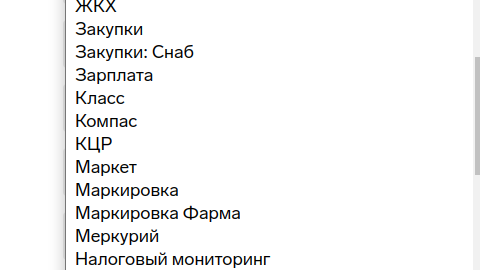 ЖКХ
Закупки
Закупки: Снаб
Зарплата
Класс
Компас
КЦР
Маркет
Маркировка
Маркировка Фарма
Меркурий
Налоговый мониторинг